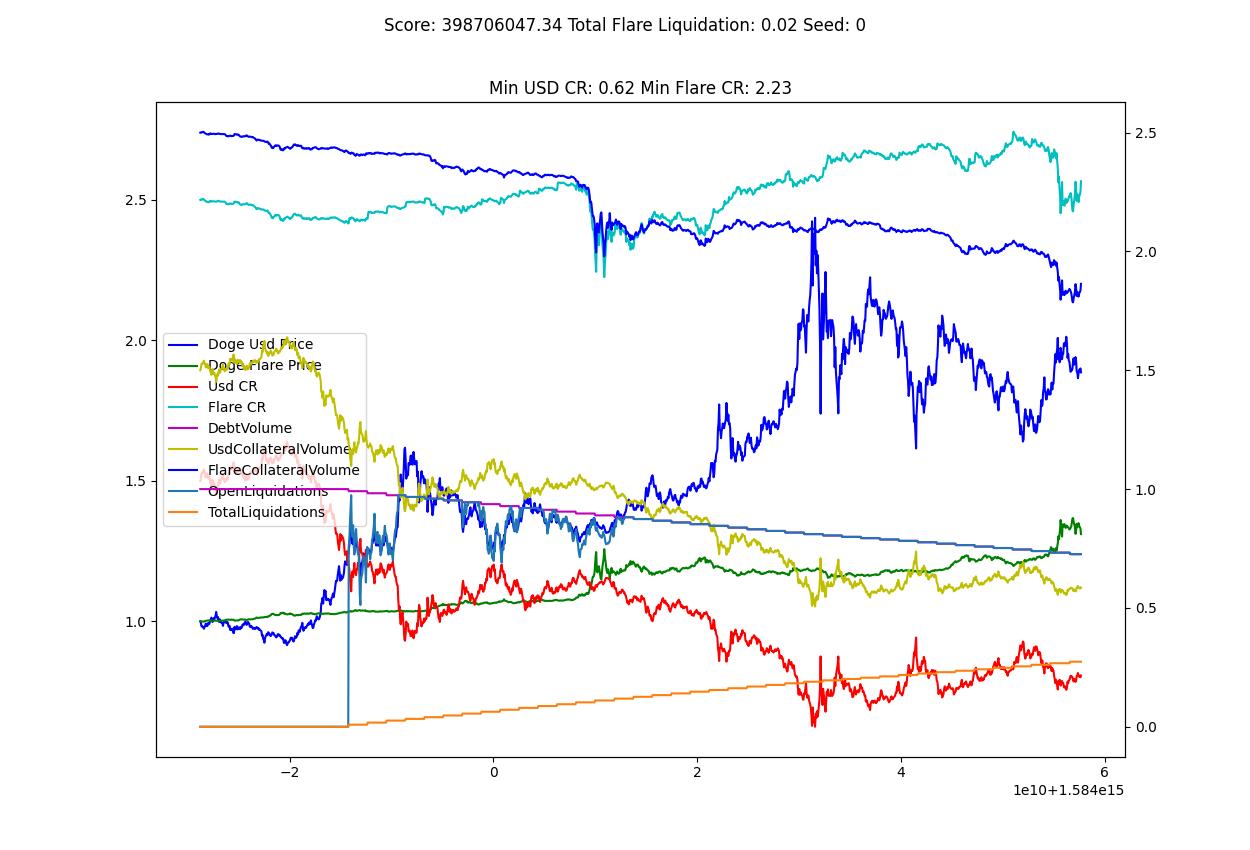 Score: 398706047.34 Total Flare Liquidation: 0.02 Seed: 0
Min USD CR: 0.62 Min Flare CR: 2.23
2.5
2.0
1.5
1.0
Doge Usd Price
Doge Flare Price
Usd CR
Flare CR
DebtVolume
UsdCollateralVolume
FlareCollateralVolume
OpenLiquidations
TotalLiquidations
2.5
2.0
1.5
1.0
0.5
0.0
−2
0
2
4
6
1e10+1.584e15